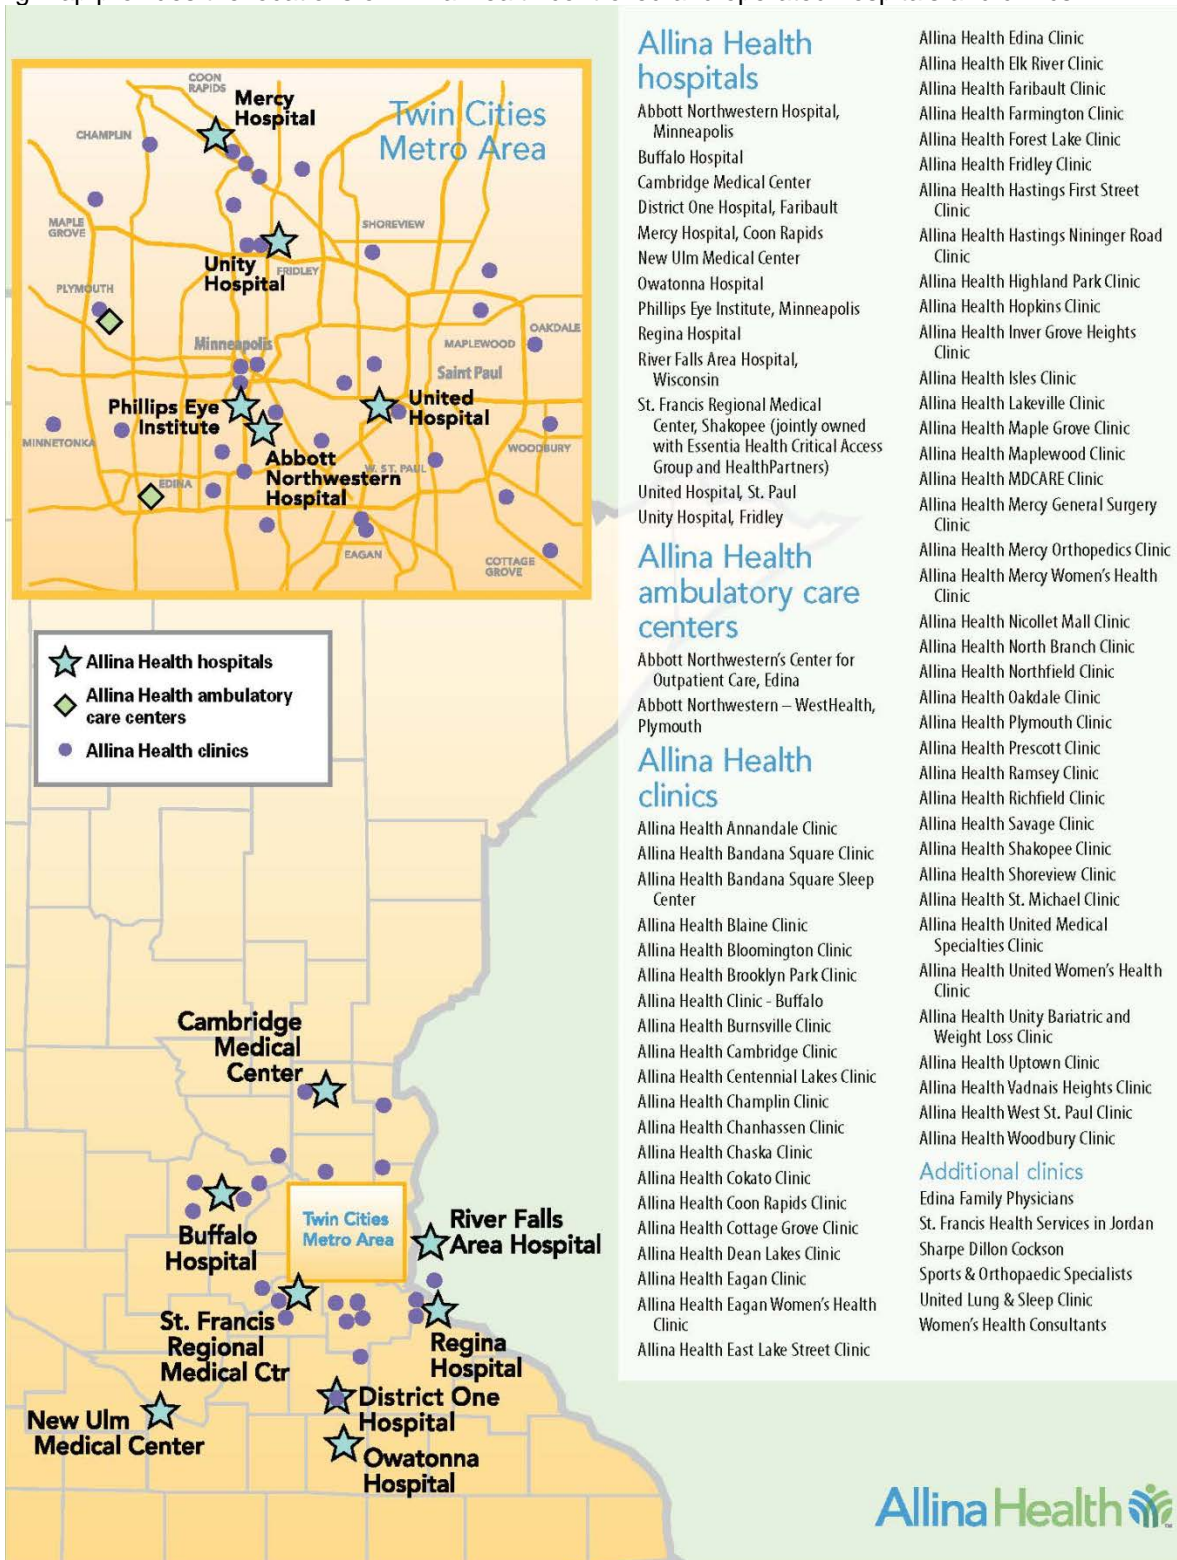 COON
RAPIDS
Mercy
Hospital
Twin Cities
Metro Area
CHAMPLIN
MAPLE
GROVE
SHOREVIEW
Unity
Hospital
FRIDLEY
PLYMOUTH
OAKDALE
Minneapolis
MAPLEWOOD
Saint Paul
Phillips Eye
Institute
United
Hospital
MINNETONKA
WOODBURY
Abbott
Northwestern
Hospital
W. ST. PAUL
EDINA
EAGAN
COTTAGE
GROVE
Allina Health hospitals
Allina Health ambulatory
care centers
Allina Health clinics
Cambridge
Medical
Center
Buffalo
Hospital
Twin Cities
Metro Area
River Falls
Area Hospital
St. Francis
Regional
Medical Ctr
Regina
Hospital
New Ulm
Medical Center
District One
Hospital
Owatonna
Hospital
Allina Health
hospitals
Abbott Northwestern Hospital,
Minneapolis
Buffalo Hospital
Cambridge Medical Center
District One Hospital, Faribault
Mercy Hospital, Coon Rapids
New Ulm Medical Center
Owatonna Hospital
Phillips Eye Institute, Minneapolis
Regina Hospital
River Falls Area Hospital,
Wisconsin
St. Francis Regional Medical
Center, Shakopee (jointly owned
with Essentia Health Critical Access
Group and HealthPartners)
United Hospital, St. Paul
Unity Hospital, Fridley
Allina Health
ambulatory care
centers
Abbott Northwestern's Center for
Outpatient Care, Edina
Abbott Northwestern – WestHealth,
Plymouth
Allina Health
clinics
Allina Health Annandale Clinic
Allina Health Bandana Square Clinic
Allina Health Bandana Square Sleep
Center
Allina Health Blaine Clinic
Allina Health Bloomington Clinic
Allina Health Brooklyn Park Clinic
Allina Health Clinic - Buffalo
Allina Health Burnsville Clinic
Allina Health Cambridge Clinic
Allina Health Centennial Lakes Clinic
Allina Health Champlin Clinic
Allina Health Chanhassen Clinic
Allina Health Chaska Clinic
Allina Health Cokato Clinic
Allina Health Coon Rapids Clinic
Allina Health Cottage Grove Clinic
Allina Health Dean Lakes Clinic
Allina Health Eagan Clinic
Allina Health Eagan Women's Health
Clinic
Allina Health East Lake Street Clinic
Allina Health Edina Clinic
Allina Health Elk River Clinic
Allina Health Faribault Clinic
Allina Health Farmington Clinic
Allina Health Forest Lake Clinic
Allina Health Fridley Clinic
Allina Health Hastings First Street
Clinic
Allina Health Hastings Nininger Road
Clinic
Allina Health Highland Park Clinic
Allina Health Hopkins Clinic
Allina Health Inver Grove Heights
Clinic
Allina Health Isles Clinic
Allina Health Lakeville Clinic
Allina Health Maple Grove Clinic
Allina Health Maplewood Clinic
Allina Health MDCARE Clinic
Allina Health Mercy General Surgery
Clinic
Allina Health Mercy Orthopedics Clinic
Allina Health Mercy Women's Health
Clinic
Allina Health Nicollet Mall Clinic
Allina Health North Branch Clinic
Allina Health Northfield Clinic
Allina Health Oakdale Clinic
Allina Health Plymouth Clinic
Allina Health Prescott Clinic
Allina Health Ramsey Clinic
Allina Health Richfield Clinic
Allina Health Savage Clinic
Allina Health Shakopee Clinic
Allina Health Shoreview Clinic
Allina Health St. Michael Clinic
Allina Health United Medical
Specialties Clinic
Allina Health United Women's Health
Clinic
Allina Health Unity Bariatric and
Weight Loss Clinic
Allina Health Uptown Clinic
Allina Health Vadnais Heights Clinic
Allina Health West St. Paul Clinic
Allina Health Woodbury Clinic
Additional clinics
Edina Family Physicians
St. Francis Health Services in Jordan
Sharpe Dillon Cockson
Sports & Orthopaedic Specialists
United Lung & Sleep Clinic
Women's Health Consultants
Allina Health